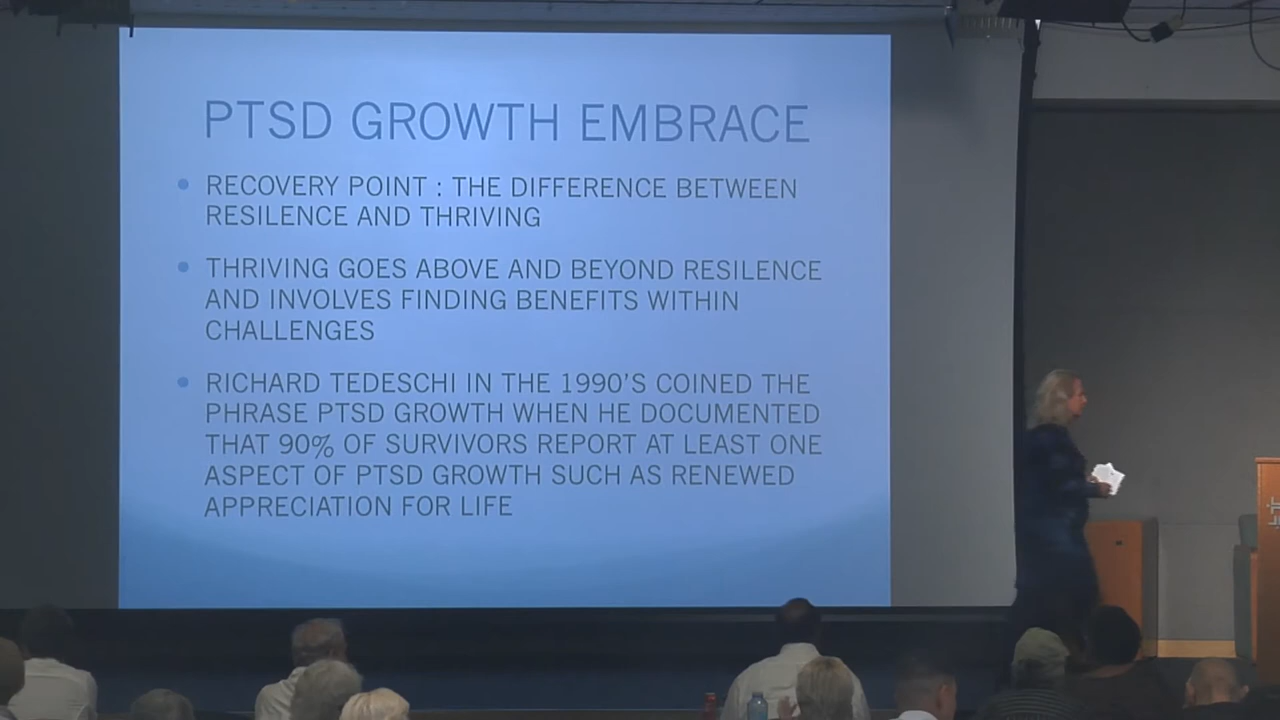 PTSD GROWTH EMBRACE
RECOVERY POINT : THE DIFFERENCE BETWEEN
RESILENCE AND THRIVING
THRIVING GOES ABOVE AND BEYOND RESILENCE
AND INVOLVES FINDING BENEFITS WITHIN
CHALLENGES
RICHARD TEDESCHI IN THE 1990'S COINED THE
PHRASE PTSD GROWTH WHEN HE DOCUMENTED
THAT 90% OF SURVIVORS REPORT AT LEAST ONE
ASPECT OF PTSD GROWTH SUCH AS RENEWED
APPRECIATION FOR LIFE